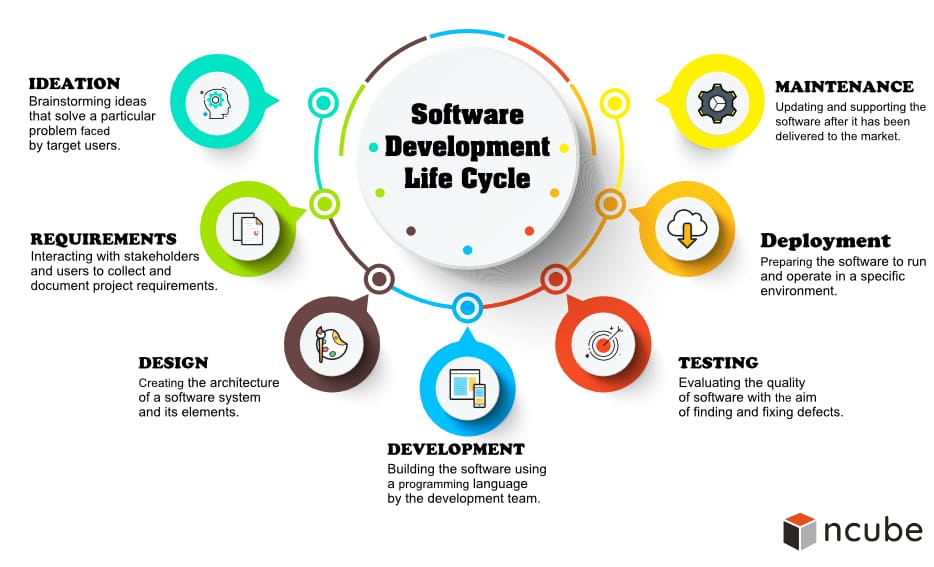 Software
Development
Life Cycle
IDEATION
Brainstorming ideas
that solve a particular
problem faced
by target users.
REQUIREMENTS
Interacting with stakeholders
and users to collect and
document project requirements.
DESIGN
Creating the architecture
of a software system
and its elements.
DEVELOPMENT
Building the software using
a programming language
by the development team.
TESTING
Evaluating the quality
of software with the aim
of finding and fixing defects.
Deployment
Preparing the software to run
and operate in a specific
environment.
MAINTENANCE
Updating and supporting the
software after it has been
delivered to the market.
ncube